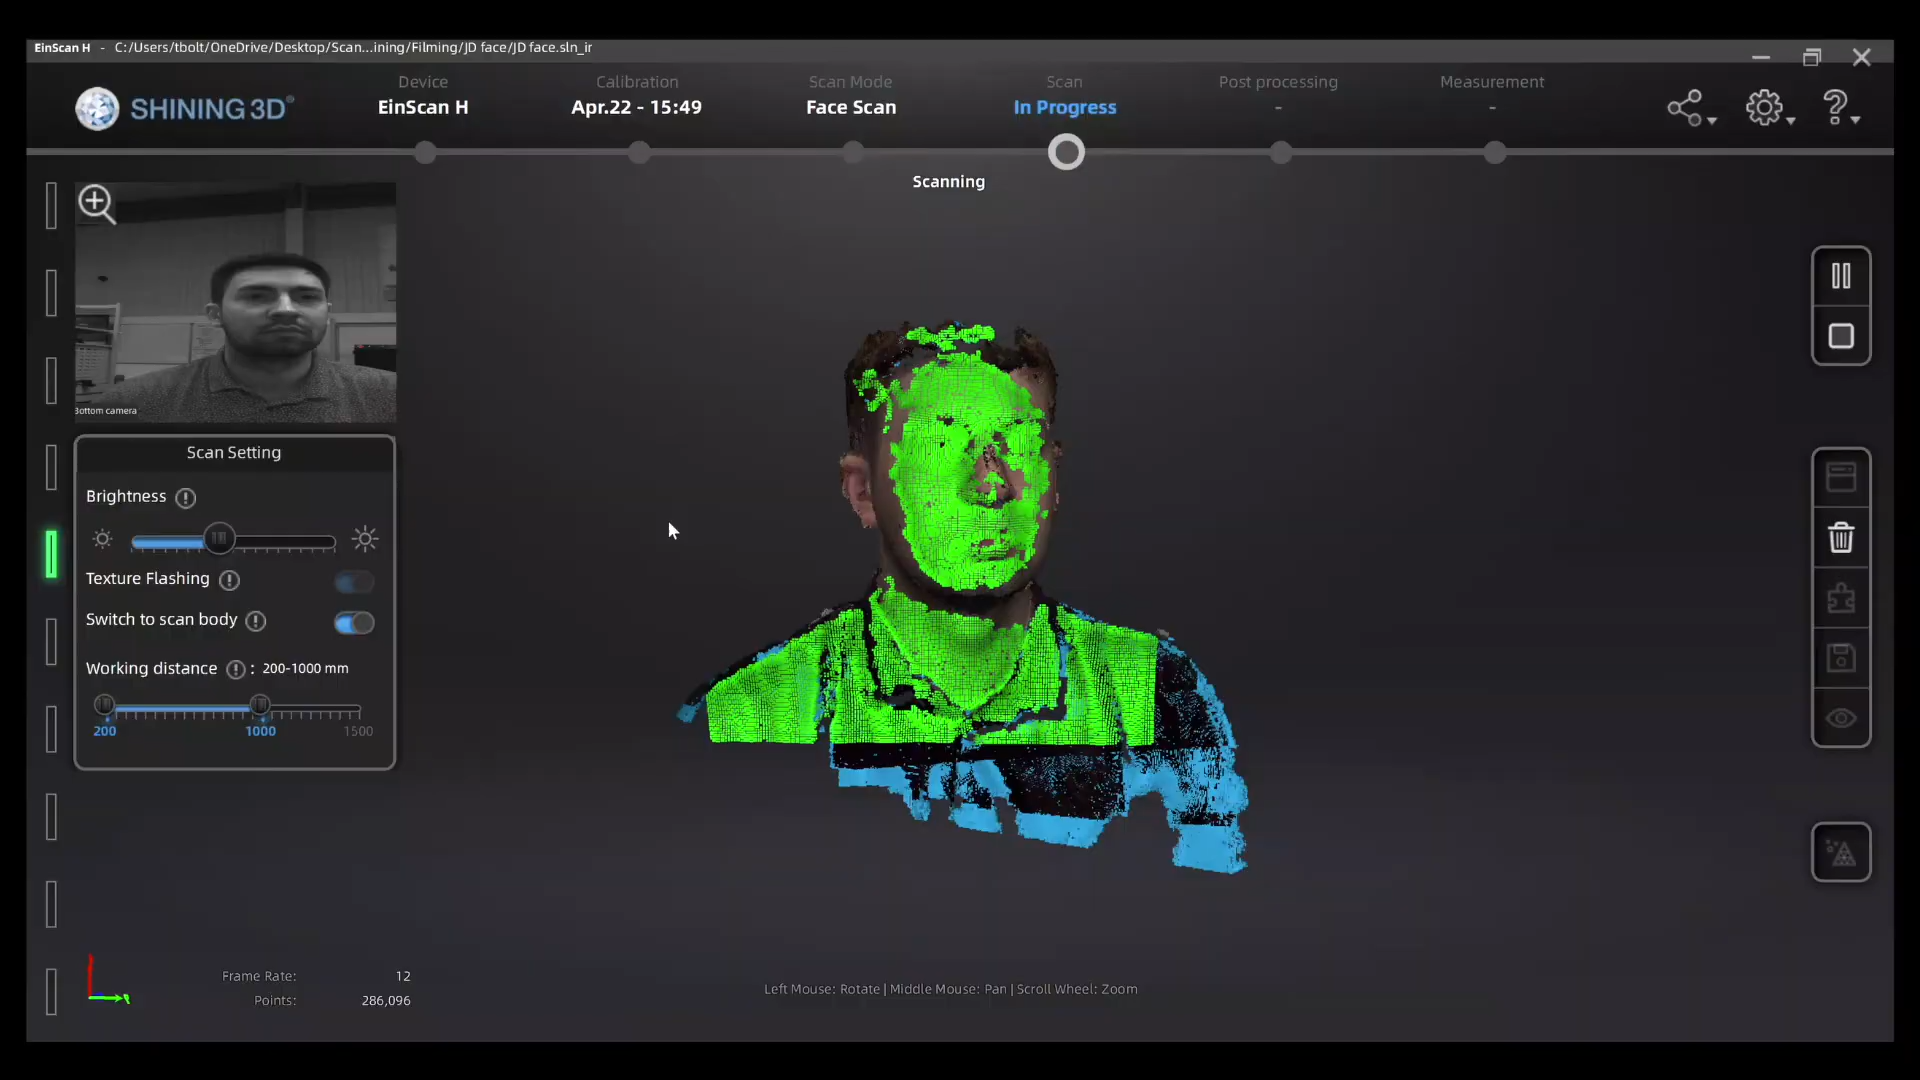 EinScan H - C:/Users/tbolt/OneDrive/Desktop/Scan...ining/Filming/JD face/JD face.sln_ir
SHINING 3D®
Device
EinScan H
Calibration
Apr.22 - 15:49
Scan Mode
Face Scan
Scan
In Progress
Post processing
-
Measurement
-
Scanning
Bottom camera
Scan Setting
Brightness
Texture Flashing
Switch to scan body
Working distance : 200-1000 mm
200 1000 1500
Frame Rate: 12
Points: 286,096
Left Mouse: Rotate | Middle Mouse: Pan | Scroll Wheel: Zoom